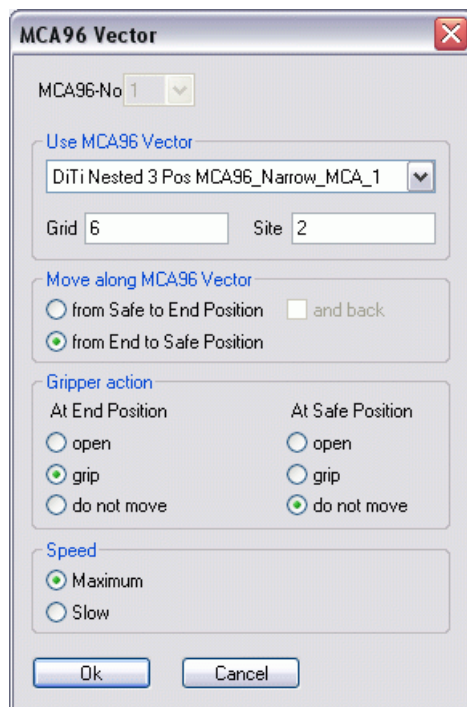 MCA96 Vector
MCA96-No 1
Use MCA96 Vector
DiTi Nested 3 Pos MCA96_Narrow_MCA_1
Grid 6 Site 2
Move along MCA96 Vector
from Safe to End Position and back
from End to Safe Position
Gripper action
At End Position At Safe Position
open open
grip grip
do not move do not move
Speed
Maximum
Slow
Ok Cancel